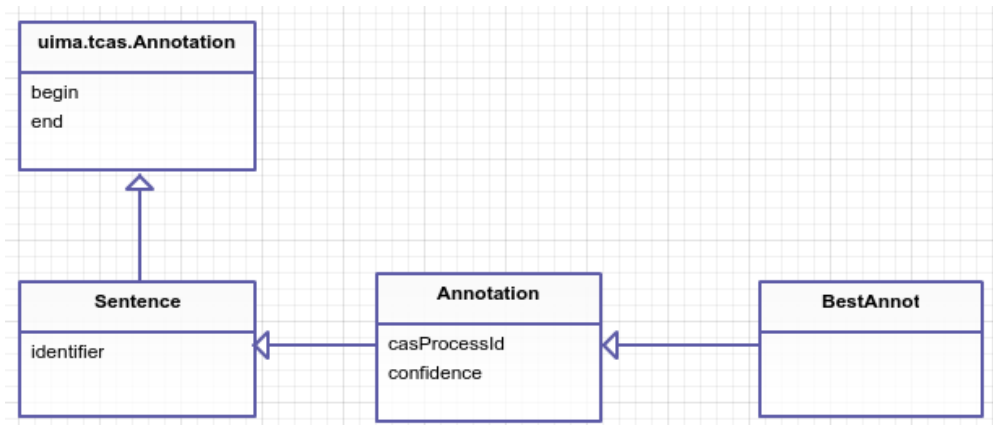 uima.tcas.Annotation
begin
end
Sentence
identifier
Annotation
casProcessId
confidence
BestAnnot